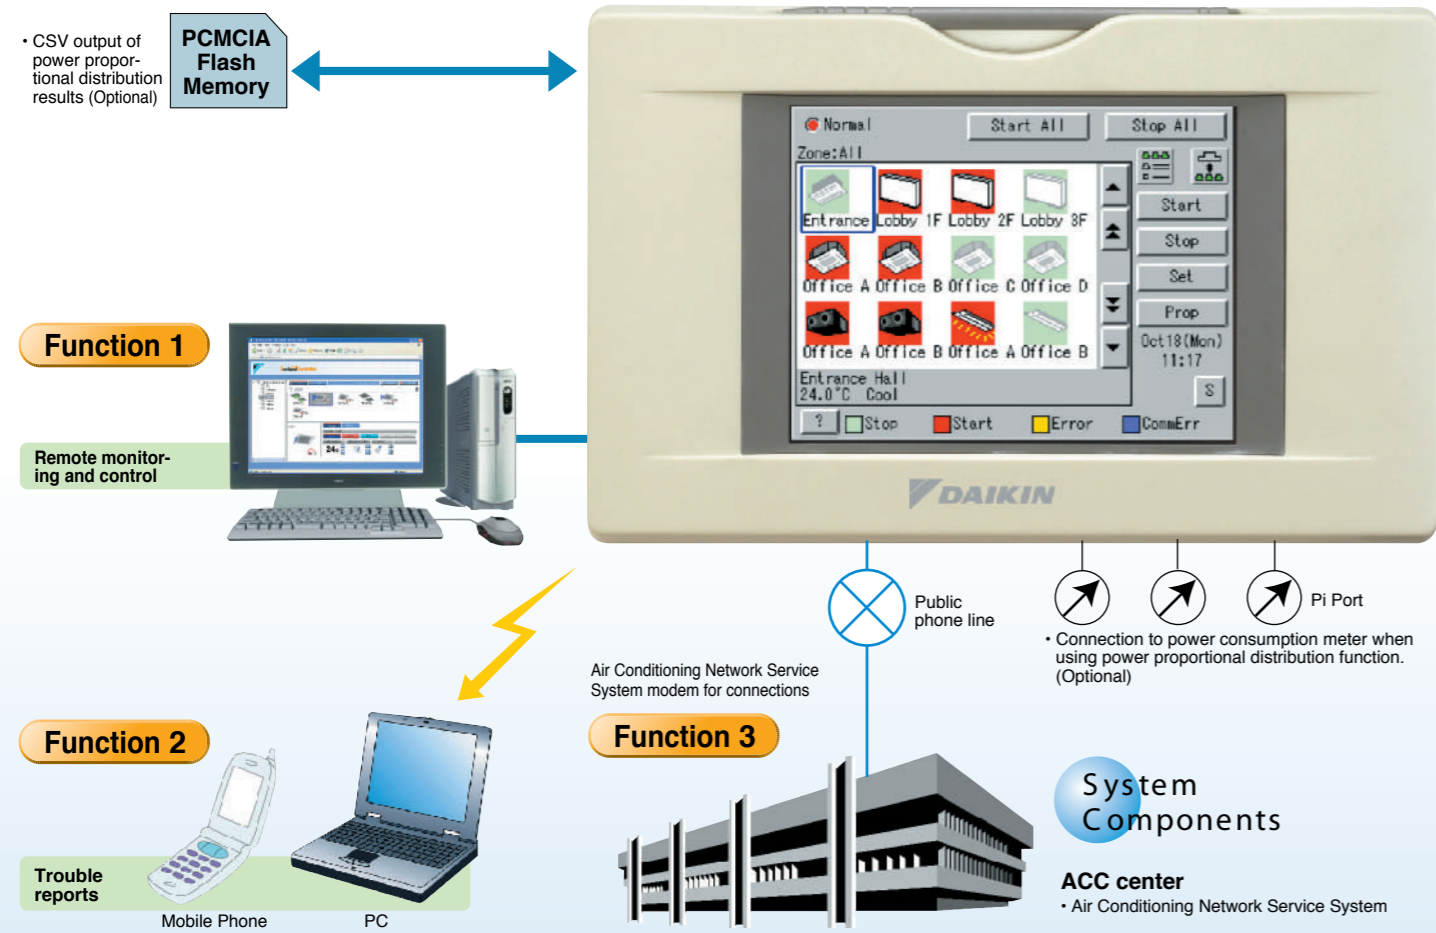 • CSV output of
power propor-
tional distribution
results (Optional)
PCMCIA
Flash
Memory
Normal
Start All
Stop All
Zone:All
Entrance
Lobby 1F
Lobby 2F
Lobby 3F
Start
Stop
Office A
Office B
Office C
Office D
Set
Prop
Office A
Office B
Office A
Office B
Oct18(Mon)
11:17
Entrance Hall
24.0°C Cool
S
?
Stop
Start
Error
CommErr
DAIKIN
Function 1
Remote monitor-
ing and control
24
Public
phone line
Pi Port
• Connection to power consumption meter when
using power proportional distribution function.
(Optional)
Air Conditioning Network Service
System modem for connections
Function 2
Function 3
Trouble
reports
Mobile Phone
PC
System
Components
ACC center
• Air Conditioning Network Service System